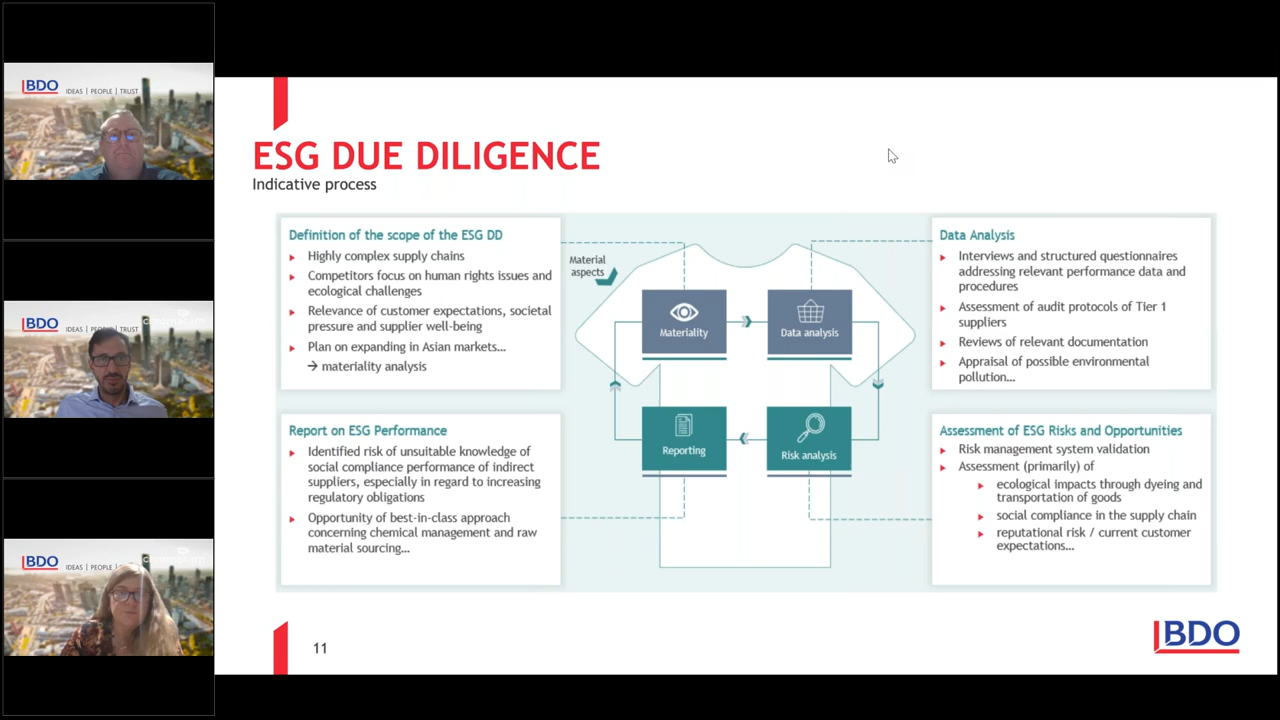 BDO IDEAS | PEOPLE | TRUST
BDO IDEAS | PEOPLE | TRUST
BDO IDEAS | PEOPLE | TRUST
ESG DUE DILIGENCE
Indicative process
Definition of the scope of the ESG DD
Highly complex supply chains
Competitors focus on human rights issues and
ecological challenges
Relevance of customer expectations, societal
pressure and supplier well-being
Plan on expanding in Asian markets...
→ materiality analysis
Material
aspects
Materiality
Data analysis
Data Analysis
Interviews and structured questionnaires
addressing relevant performance data and
procedures
Assessment of audit protocols of Tier 1
suppliers
Reviews of relevant documentation
Appraisal of possible environmental
pollution...
Report on ESG Performance
Identified risk of unsuitable knowledge of
social compliance performance of indirect
suppliers, especially in regard to increasing
regulatory obligations
Opportunity of best-in-class approach
concerning chemical management and raw
material sourcing...
Reporting
Risk analysis
Assessment of ESG Risks and Opportunities
Risk management system validation
Assessment (primarily) of
ecological impacts through dyeing and
transportation of goods
social compliance in the supply chain
reputational risk / current customer
expectations...
11
BDO